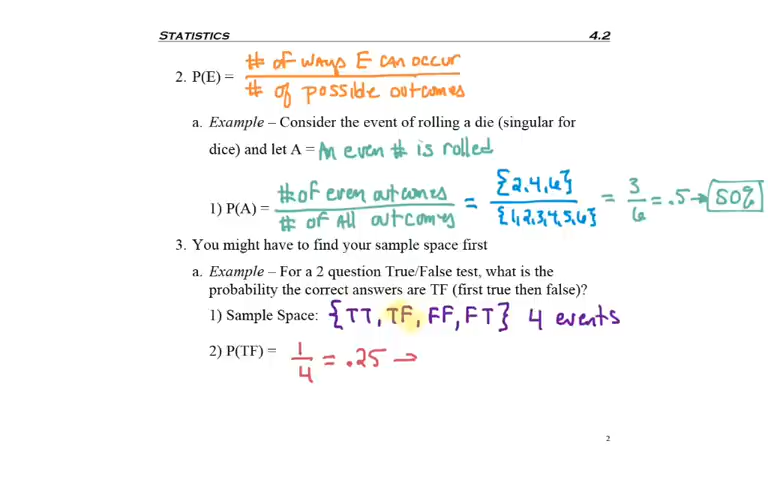 STATISTICS 4.2
2. P(E) = # of ways E can occur / # of possible outcomes
a. Example – Consider the event of rolling a die (singular for
dice) and let A = An even # is rolled
1) P(A) = # of even outcomes / # of All outcomes = {2,4,6} / {1,2,3,4,5,6} = 3/6 = .5 → 50%
3. You might have to find your sample space first
a. Example – For a 2 question True/False test, what is the
probability the correct answers are TF (first true then false)?
1) Sample Space: {TT, TF, FF, FT} 4 events
2) P(TF) = 1/4 = .25 →
2